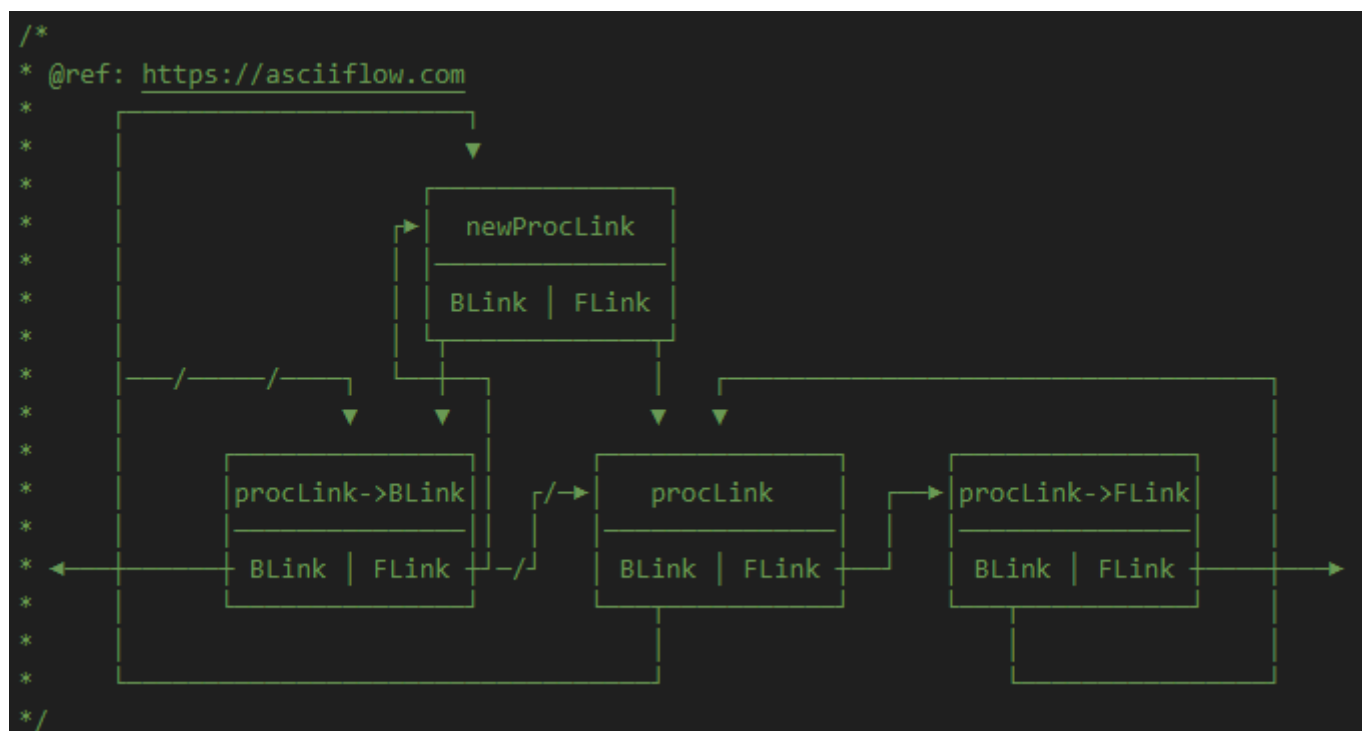 /*
* @ref: https://asciiflow.com
*
*
*
* newProcLink
*
* BLink | FLink
*
* / /
*
*
* procLink->BLink / procLink procLink->FLink
*
* BLink | FLink / BLink | FLink BLink | FLink
*
*
*
*/